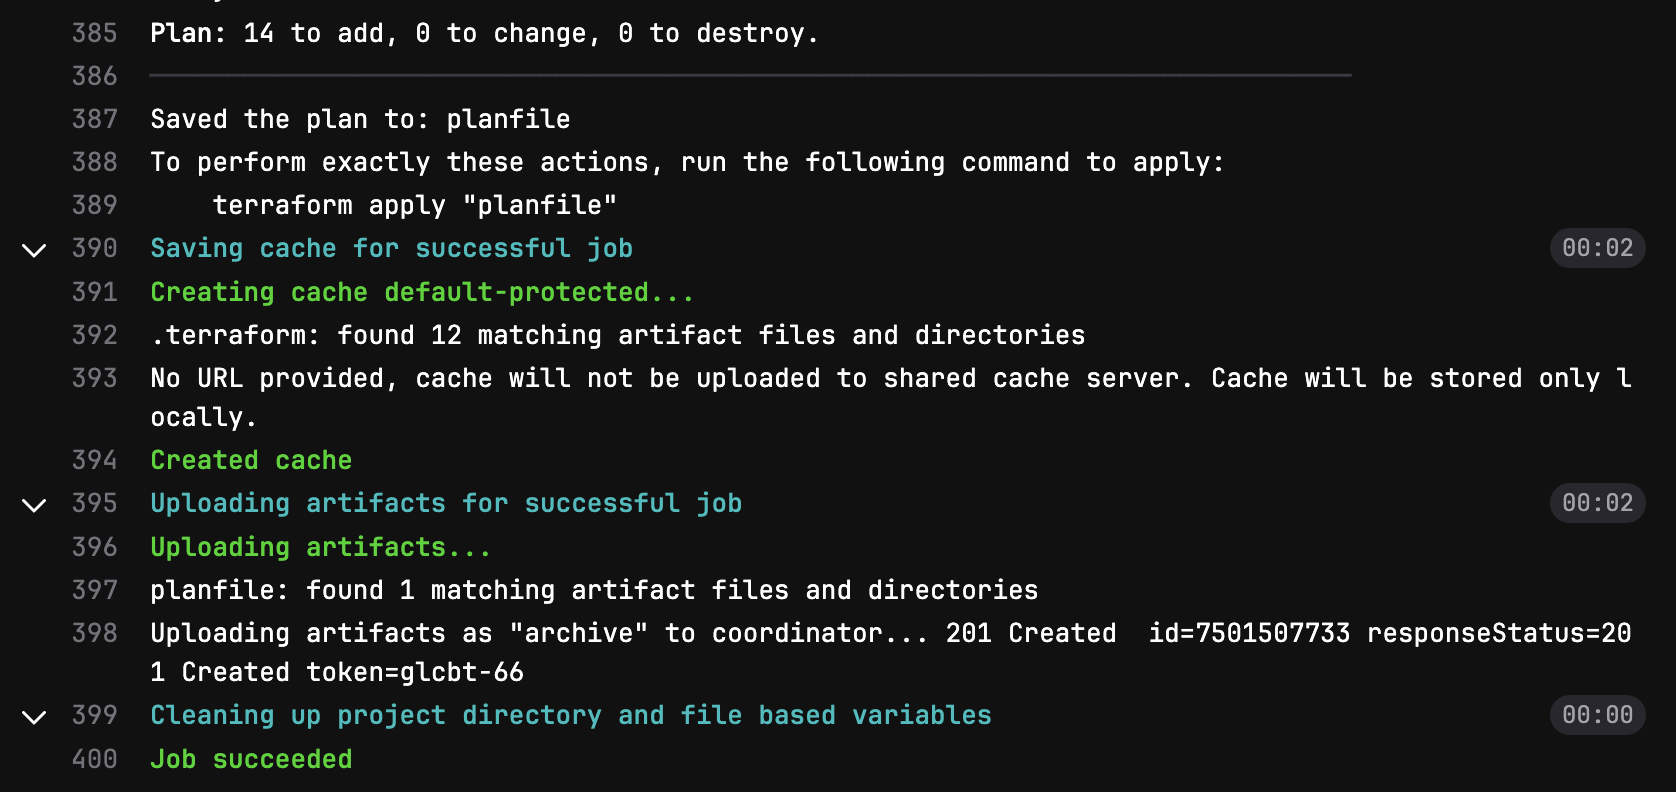 385 Plan: 14 to add, 0 to change, 0 to destroy.
386
387 Saved the plan to: planfile
388 To perform exactly these actions, run the following command to apply:
389     terraform apply "planfile"
390 Saving cache for successful job 00:02
391 Creating cache default-protected...
392 .terraform: found 12 matching artifact files and directories
393 No URL provided, cache will not be uploaded to shared cache server. Cache will be stored only l
ocally.
394 Created cache
395 Uploading artifacts for successful job 00:02
396 Uploading artifacts...
397 planfile: found 1 matching artifact files and directories
398 Uploading artifacts as "archive" to coordinator... 201 Created  id=7501507733 responseStatus=20
1 Created token=glcbt-66
399 Cleaning up project directory and file based variables 00:00
400 Job succeeded